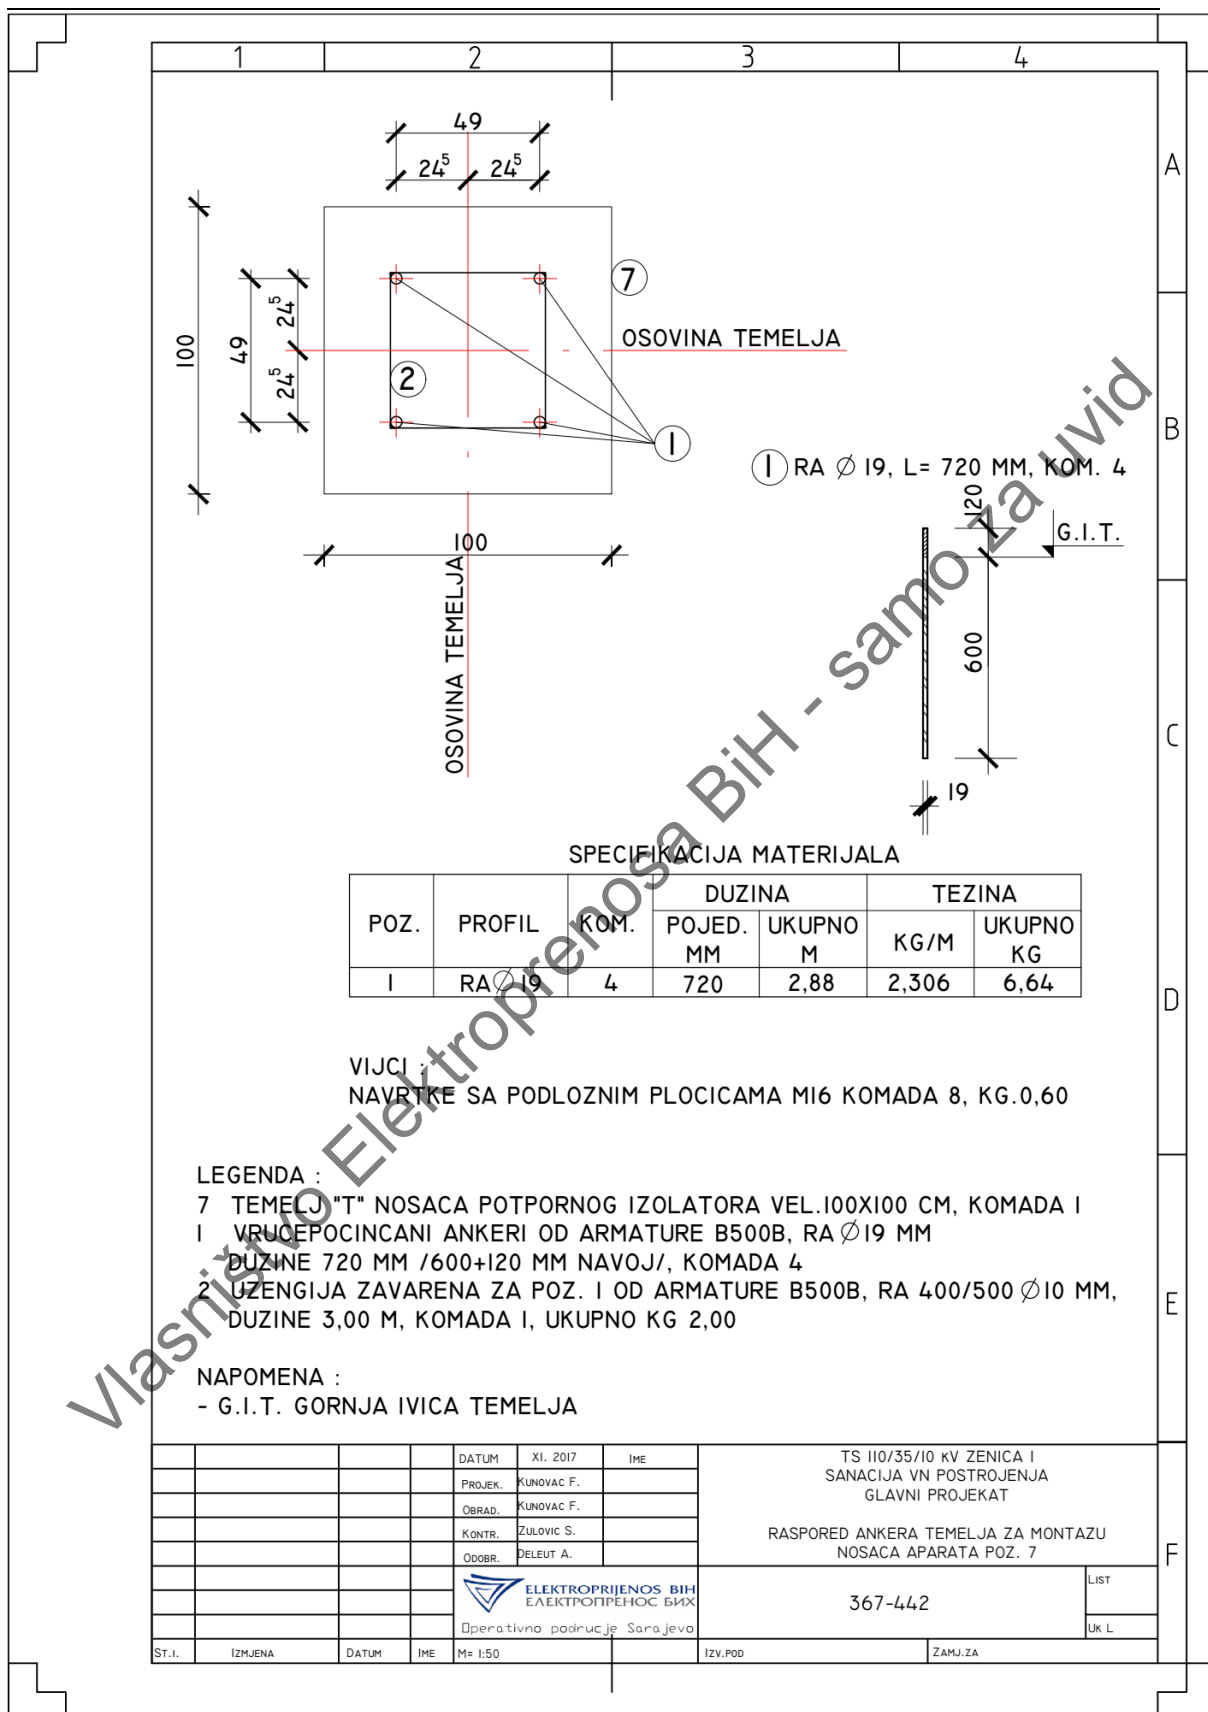 1 2 3 4
A
B
C
D
E
F
49
24⁵ 24⁵
100
49
24⁵
24⁵
7
OSOVINA TEMELJA
2
1
100
OSOVINA TEMELJA
1 RA Ø 19, L= 720 MM, KOM. 4
120
G.I.T.
600
19
SPECIFIKACIJA MATERIJALA
POZ. PROFIL KOM. DUZINA TEZINA
POJED. MM UKUPNO M KG/M UKUPNO KG
1 RA Ø 19 4 720 2,88 2,306 6,64
VIJCI :
NAVRTKE SA PODLOZNIM PLOCICAMA M16 KOMADA 8, KG.0,60
LEGENDA :
7 TEMELJ "T" NOSACA POTPORNOG IZOLATORA VEL.100X100 CM, KOMADA 1
1 VRUCEPOCINCANI ANKERI OD ARMATURE B500B, RA Ø19 MM
DUZINE 720 MM /600+120 MM NAVOJ/, KOMADA 4
2 UZENGIJA ZAVARENA ZA POZ. 1 OD ARMATURE B500B, RA 400/500 Ø10 MM,
DUZINE 3,00 M, KOMADA 1, UKUPNO KG 2,00
NAPOMENA :
- G.I.T. GORNJA IVICA TEMELJA
Vlasništvo Elektroprenosa BiH - samo za uvid
DATUM XI. 2017 IME
PROJEK. KUNOVAC F.
OBRAD. KUNOVAC F.
KONTR. ZULOVIC S.
ODOBR. DELEUT A.
TS 110/35/10 KV ZENICA 1
SANACIJA VN POSTROJENJA
GLAVNI PROJEKAT
RASPORED ANKERA TEMELJA ZA MONTAZU
NOSACA APARATA POZ. 7
ELEKTROPRIJENOS BIH
ЕЛЕКТРОПРЕНОС БИХ
Operativno podrucje Sarajevo
367-442
LIST
UK L
ST.I. IZMJENA DATUM IME M= 1:50 IZV.POD ZAMJ.ZA